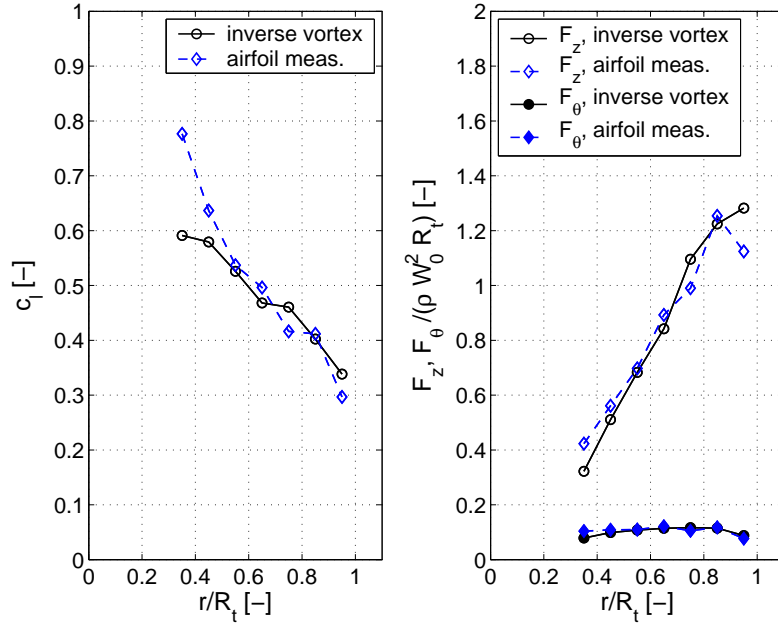 inverse vortex
airfoil meas.
1
0.9
0.8
0.7
0.6
0.5
0.4
0.3
0.2
0.1
0
0 0.2 0.4 0.6 0.8 1
c_l [−]
r/R_t [−]
F_z, inverse vortex
F_z, airfoil meas.
F_θ, inverse vortex
F_θ, airfoil meas.
2
1.8
1.6
1.4
1.2
1
0.8
0.6
0.4
0.2
0
0 0.2 0.4 0.6 0.8 1
F_z, F_θ/(ρ W_0^2 R_t) [−]
r/R_t [−]